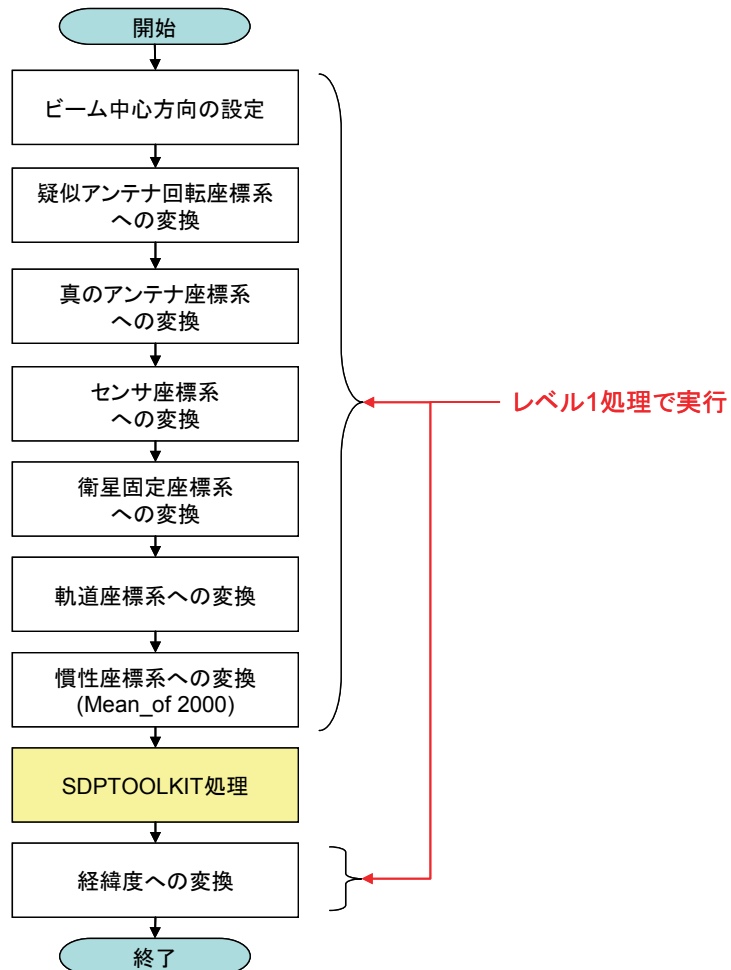 開始
ビーム中心方向の設定
疑似アンテナ回転座標系
への変換
真のアンテナ座標系
への変換
センサ座標系
への変換
レベル1処理で実行
衛星固定座標系
への変換
軌道座標系への変換
慣性座標系への変換
(Mean_of 2000)
SDPTOOLKIT処理
経緯度への変換
終了